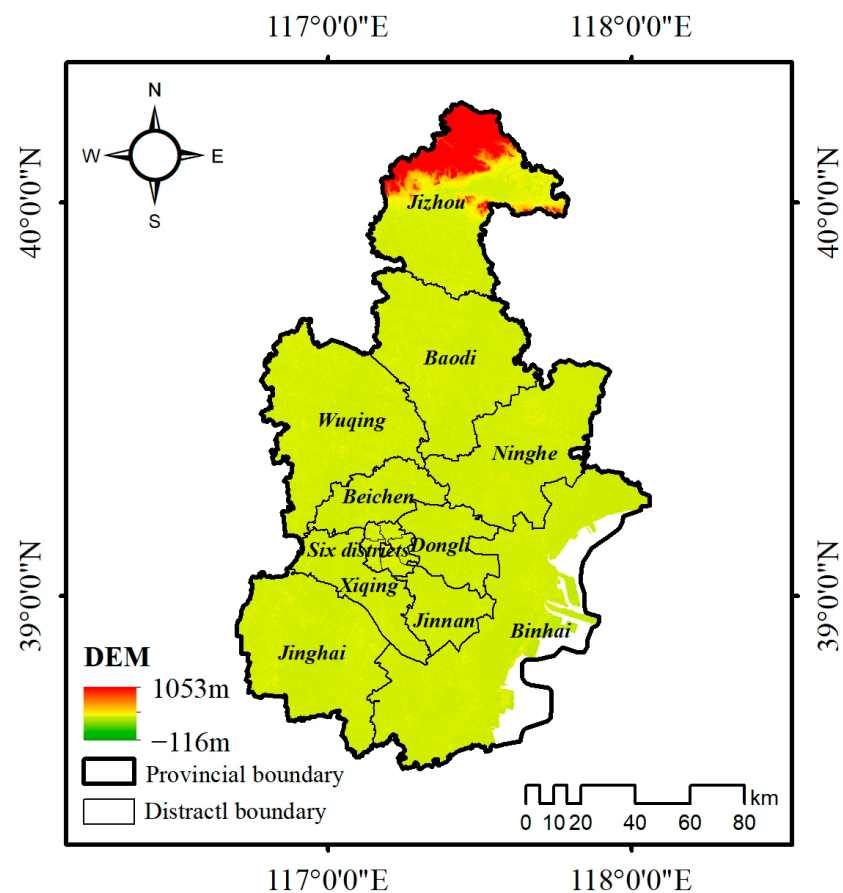 117°0'0"E 118°0'0"E
N
W E
S
40°0'0"N 40°0'0"N
Jizhou
Baodi
Wuqing
Ninghe
Beichen
Six districts Dongli
Xiqing
39°0'0"N 39°0'0"N
Jinnan
Binhai
Jinghai
DEM
1053m
−116m
Provincial boundary
Distractl boundary
km
0 10 20 40 60 80
117°0'0"E 118°0'0"E